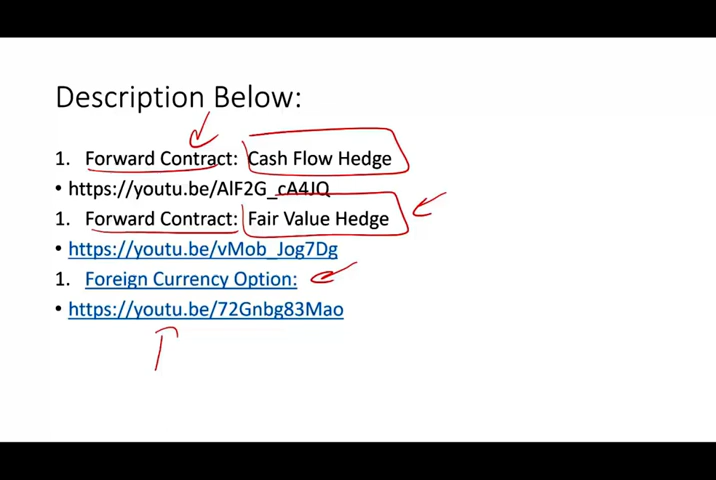 Description Below:
1. Forward Contract: Cash Flow Hedge
• https://youtu.be/AlF2G_cA4JQ
1. Forward Contract: Fair Value Hedge
• https://youtu.be/vMob_Jog7Dg
1. Foreign Currency Option:
• https://youtu.be/72Gnbg83Mao